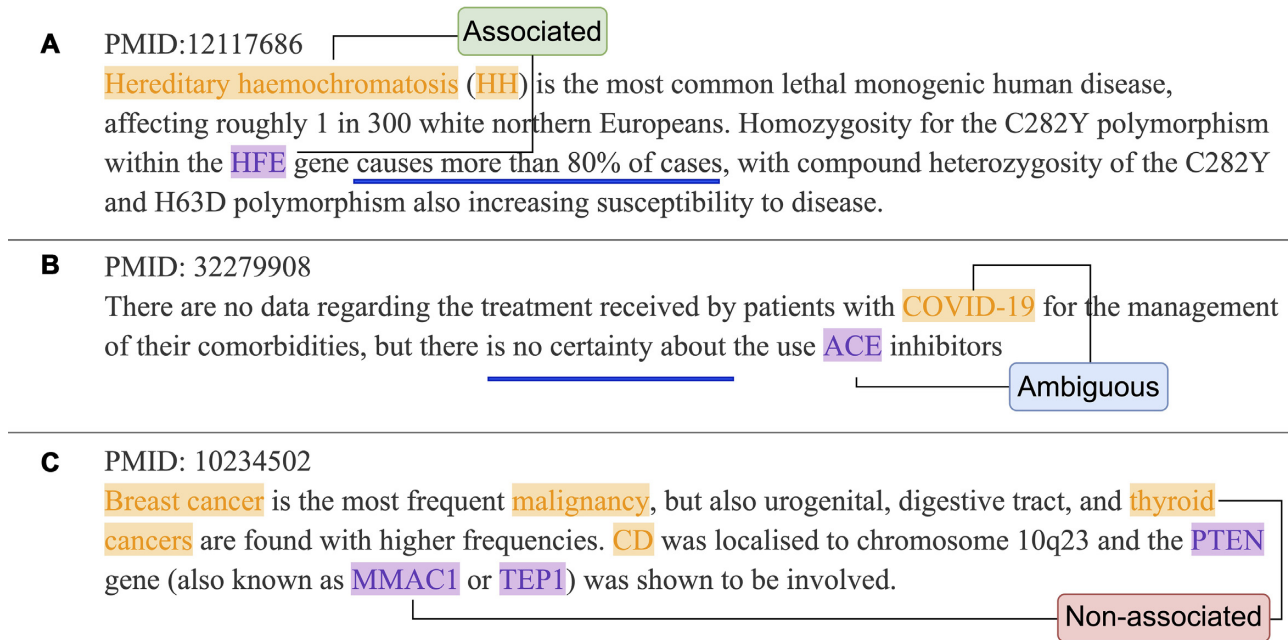 Associated
A PMID:12117686
Hereditary haemochromatosis (HH) is the most common lethal monogenic human disease,
affecting roughly 1 in 300 white northern Europeans. Homozygosity for the C282Y polymorphism
within the HFE gene causes more than 80% of cases, with compound heterozygosity of the C282Y
and H63D polymorphism also increasing susceptibility to disease.
B PMID: 32279908
There are no data regarding the treatment received by patients with COVID-19 for the management
of their comorbidities, but there is no certainty about the use ACE inhibitors
Ambiguous
C PMID: 10234502
Breast cancer is the most frequent malignancy, but also urogenital, digestive tract, and thyroid
cancers are found with higher frequencies. CD was localised to chromosome 10q23 and the PTEN
gene (also known as MMAC1 or TEP1) was shown to be involved.
Non-associated